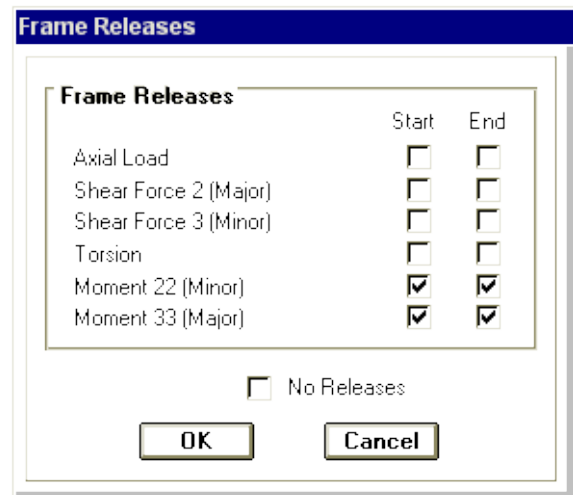 Frame Releases
Frame Releases
Start End
Axial Load
Shear Force 2 (Major)
Shear Force 3 (Minor)
Torsion
Moment 22 (Minor)
Moment 33 (Major)
No Releases
OK Cancel